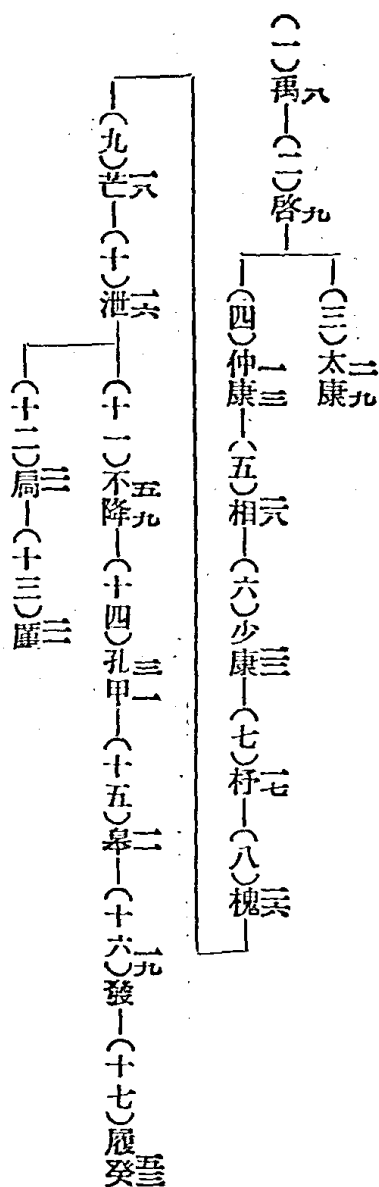 (一)禹八
(二)啓九
(三)太康二九
(四)仲康一三
(五)相二八
(六)少康二二
(七)杼一七
(八)槐二六
(九)芒一八
(十)泄一六
(十一)不降五九
(十四)孔甲三一
(十五)皋一一
(十六)發一九
(十七)履癸五三
(十二)扃二一
(十三)廑二一